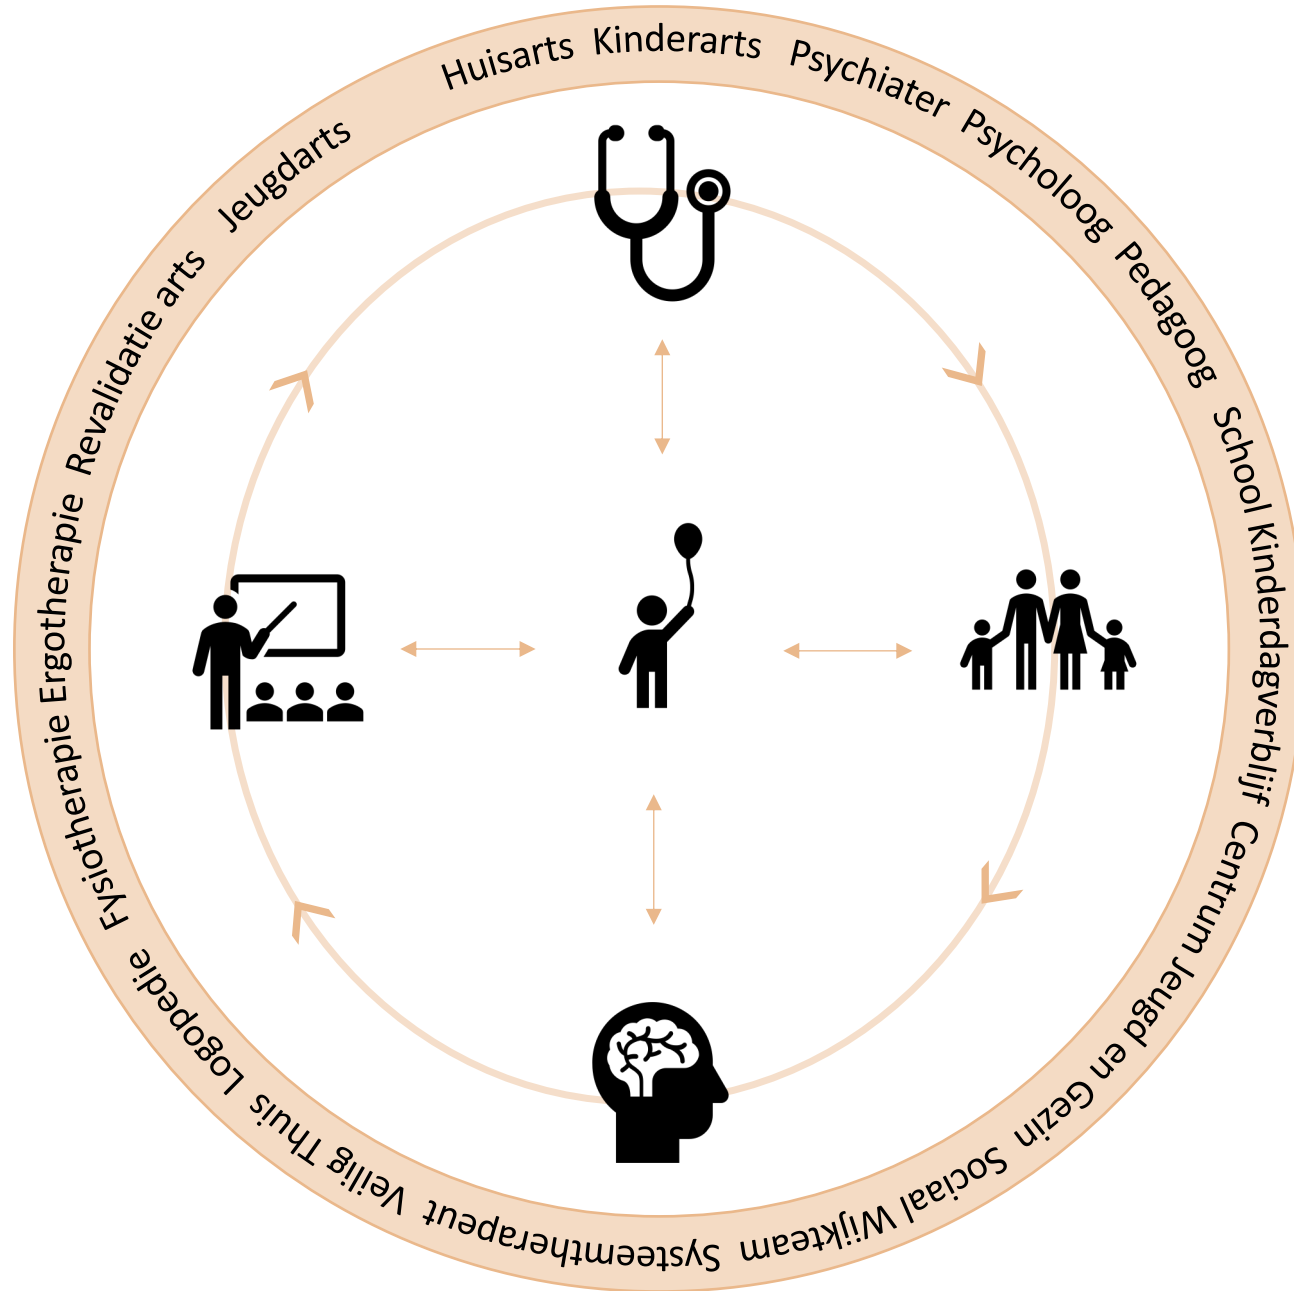 Huisarts
Kinderarts
Psychiater
Psycholoog
Pedagoog
School
Kinderdagverblijf
Centrum Jeugd en Gezin
Sociaal Wijkteam
Systeemtherapeut
Veilig Thuis
Logopedie
Fysiotherapie
Ergotherapie
Revalidatie arts
Jeugdarts